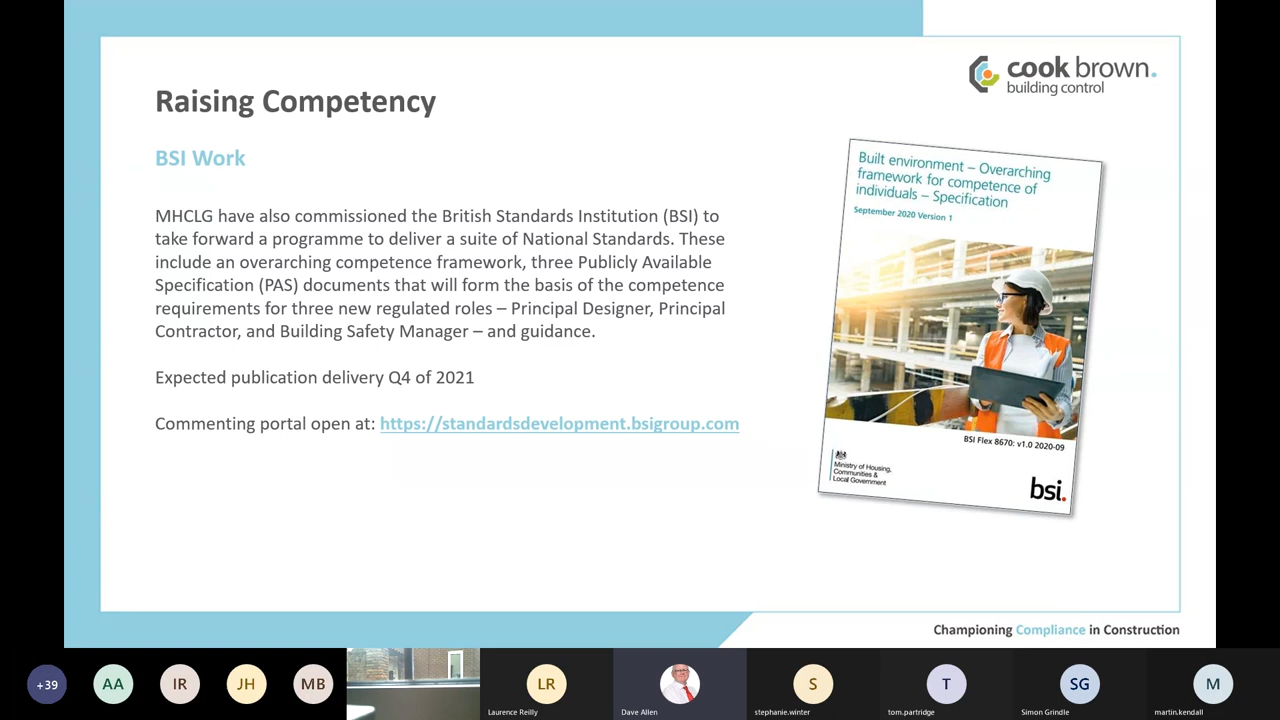 cook brown.
building control
Raising Competency
BSI Work
MHCLG have also commissioned the British Standards Institution (BSI) to
take forward a programme to deliver a suite of National Standards. These
include an overarching competence framework, three Publicly Available
Specification (PAS) documents that will form the basis of the competence
requirements for three new regulated roles – Principal Designer, Principal
Contractor, and Building Safety Manager – and guidance.
Expected publication delivery Q4 of 2021
Commenting portal open at: https://standardsdevelopment.bsigroup.com
Built environment – Overarching
framework for competence of
individuals – Specification
September 2020 Version 1
BSI Flex 8670: v1.0 2020-09
Ministry of Housing,
Communities &
Local Government
bsi.
Championing Compliance in Construction
+39
AA
IR
JH
MB
LR
Laurence Reilly
Dave Allen
S
stephanie.winter
T
tom.partridge
SG
Simon Grindle
M
martin.kendall